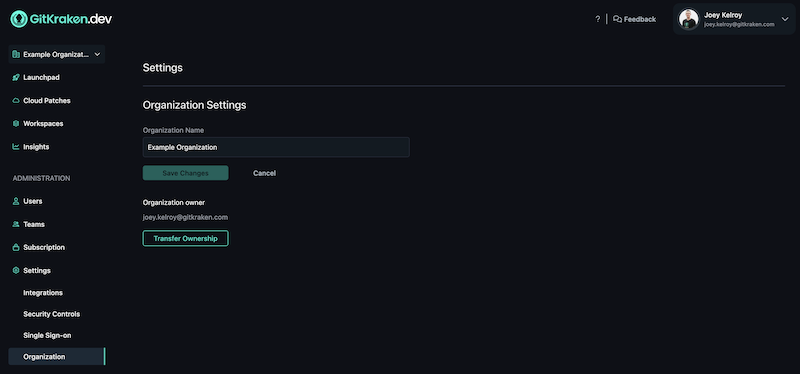 GitKraken.dev
? | Feedback
Joey Kelroy
joey.kelroy@gitkraken.com
Example Organizat...
Launchpad
Cloud Patches
Workspaces
Insights
ADMINISTRATION
Users
Teams
Subscription
Settings
Integrations
Security Controls
Single Sign-on
Organization
Settings
Organization Settings
Organization Name
Example Organization
Save Changes Cancel
Organization owner
joey.kelroy@gitkraken.com
Transfer Ownership